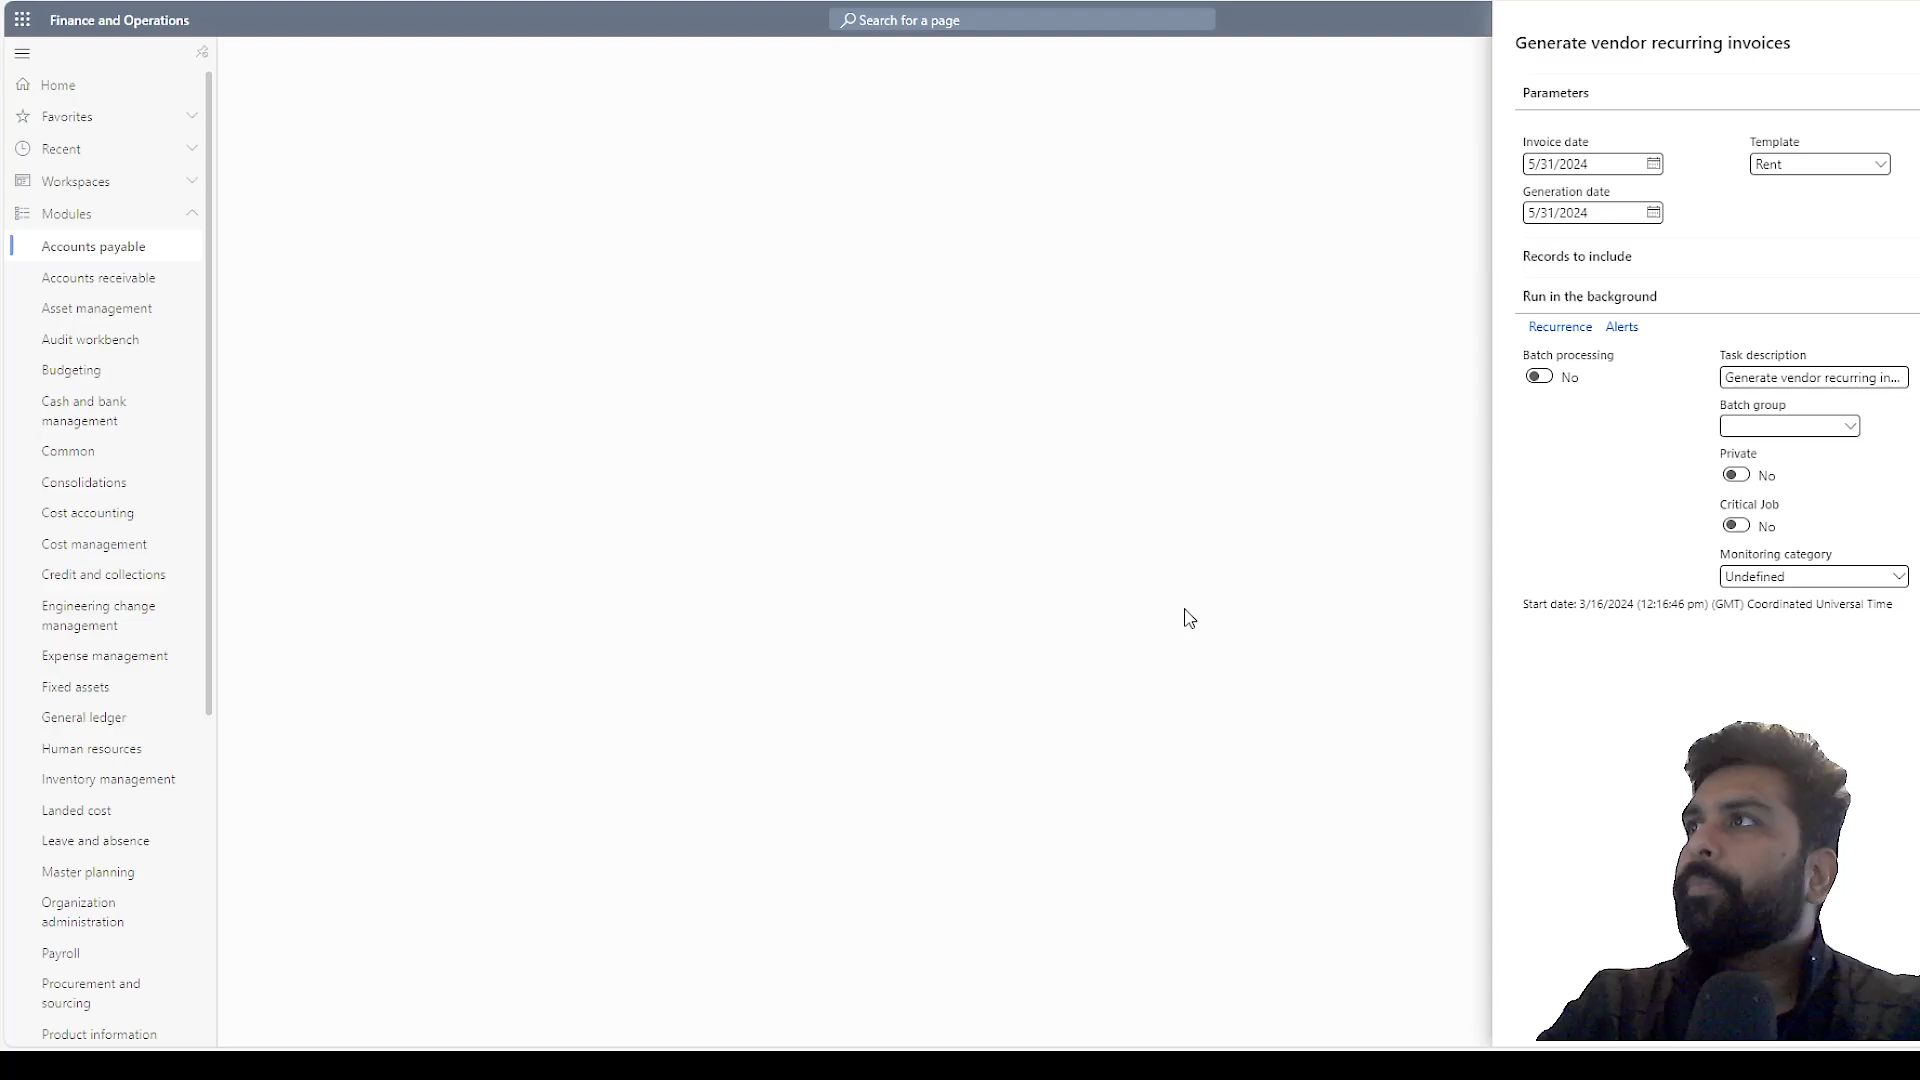 Finance and Operations
Search for a page
Home
Favorites
Recent
Workspaces
Modules
Accounts payable
Accounts receivable
Asset management
Audit workbench
Budgeting
Cash and bank
management
Common
Consolidations
Cost accounting
Cost management
Credit and collections
Engineering change
management
Expense management
Fixed assets
General ledger
Human resources
Inventory management
Landed cost
Leave and absence
Master planning
Organization
administration
Payroll
Procurement and
sourcing
Product information
Generate vendor recurring invoices
Parameters
Invoice date
5/31/2024
Template
Rent
Generation date
5/31/2024
Records to include
Run in the background
Recurrence Alerts
Batch processing
No
Task description
Generate vendor recurring in...
Batch group
Private
No
Critical Job
No
Monitoring category
Undefined
Start date: 3/16/2024 (12:16:46 pm) (GMT) Coordinated Universal Time